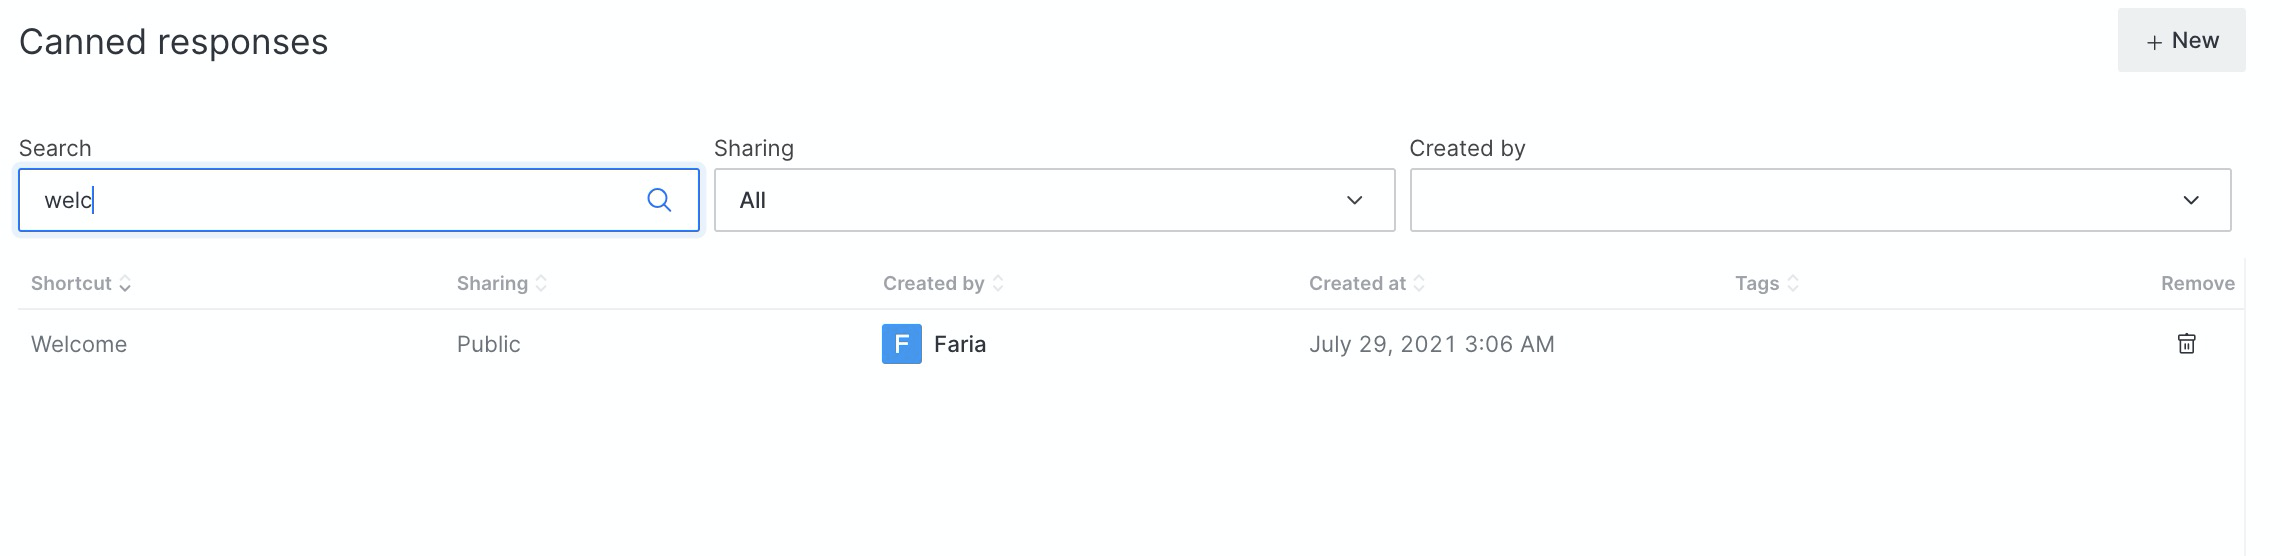 Canned responses
+ New
Search Sharing Created by
welc All
Shortcut Sharing Created by Created at Tags Remove
Welcome Public F Faria July 29, 2021 3:06 AM